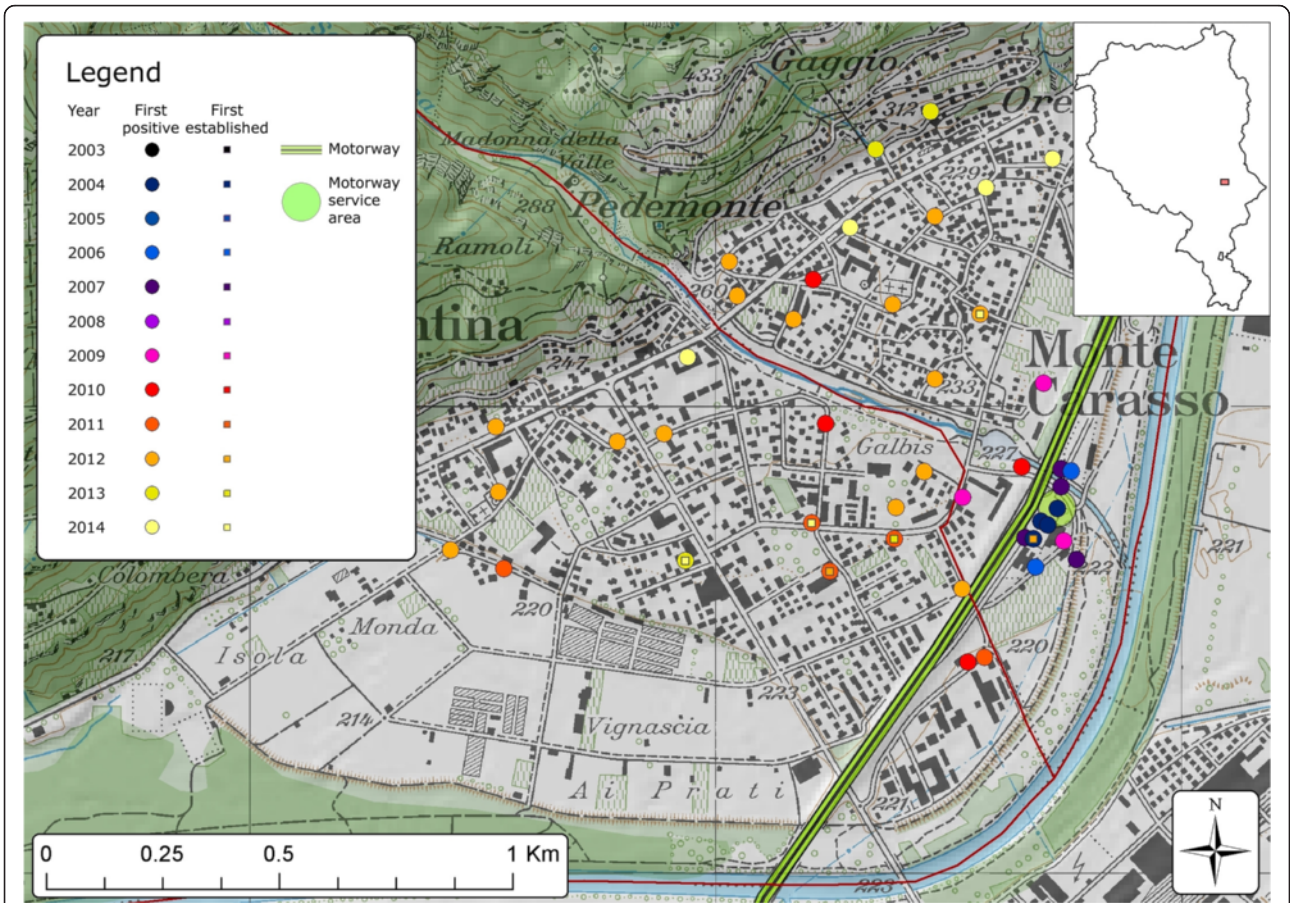 Legend
Year First positive First established
2003
2004
2005
2006
2007
2008
2009
2010
2011
2012
2013
2014
Motorway
Motorway service area
Gaggio
433
317
Madonna della
Valle
229
288
Pedemonte
Ramoli
260
ntina
277
Monte
Carasso
233
Galbis
227
221
222
Colombera
220
Monda
220
217
Isola
223
214
Vignascia
Ai Prati
221
N
0 0.25 0.5 1 Km
223